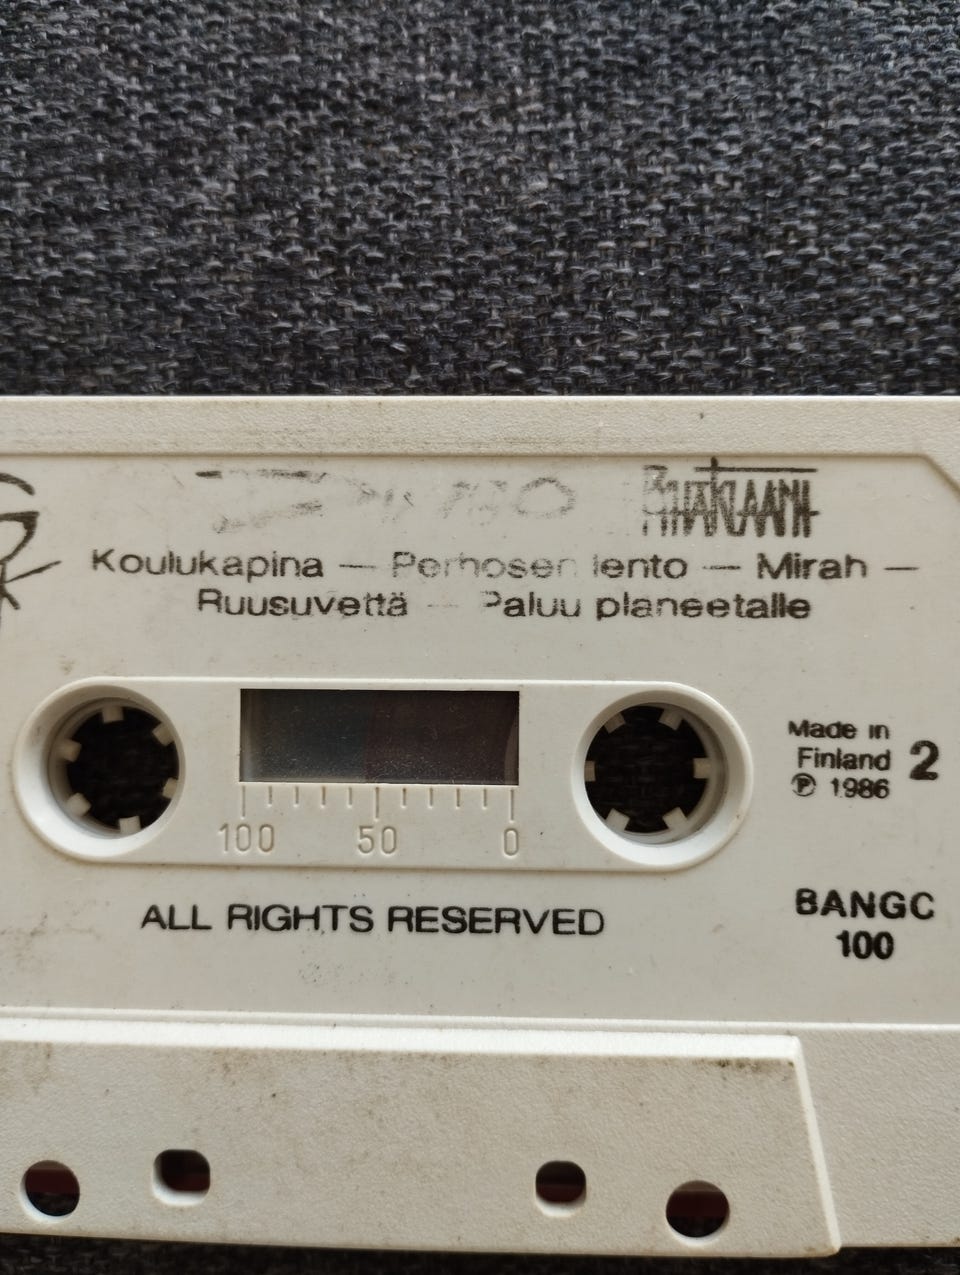 Koulukapina — Perhosen lento — Mirah —
Ruusuvettä — Paluu planeetalle
Made in
Finland 2
℗ 1986
100 50 0
ALL RIGHTS RESERVED
BANGC
100